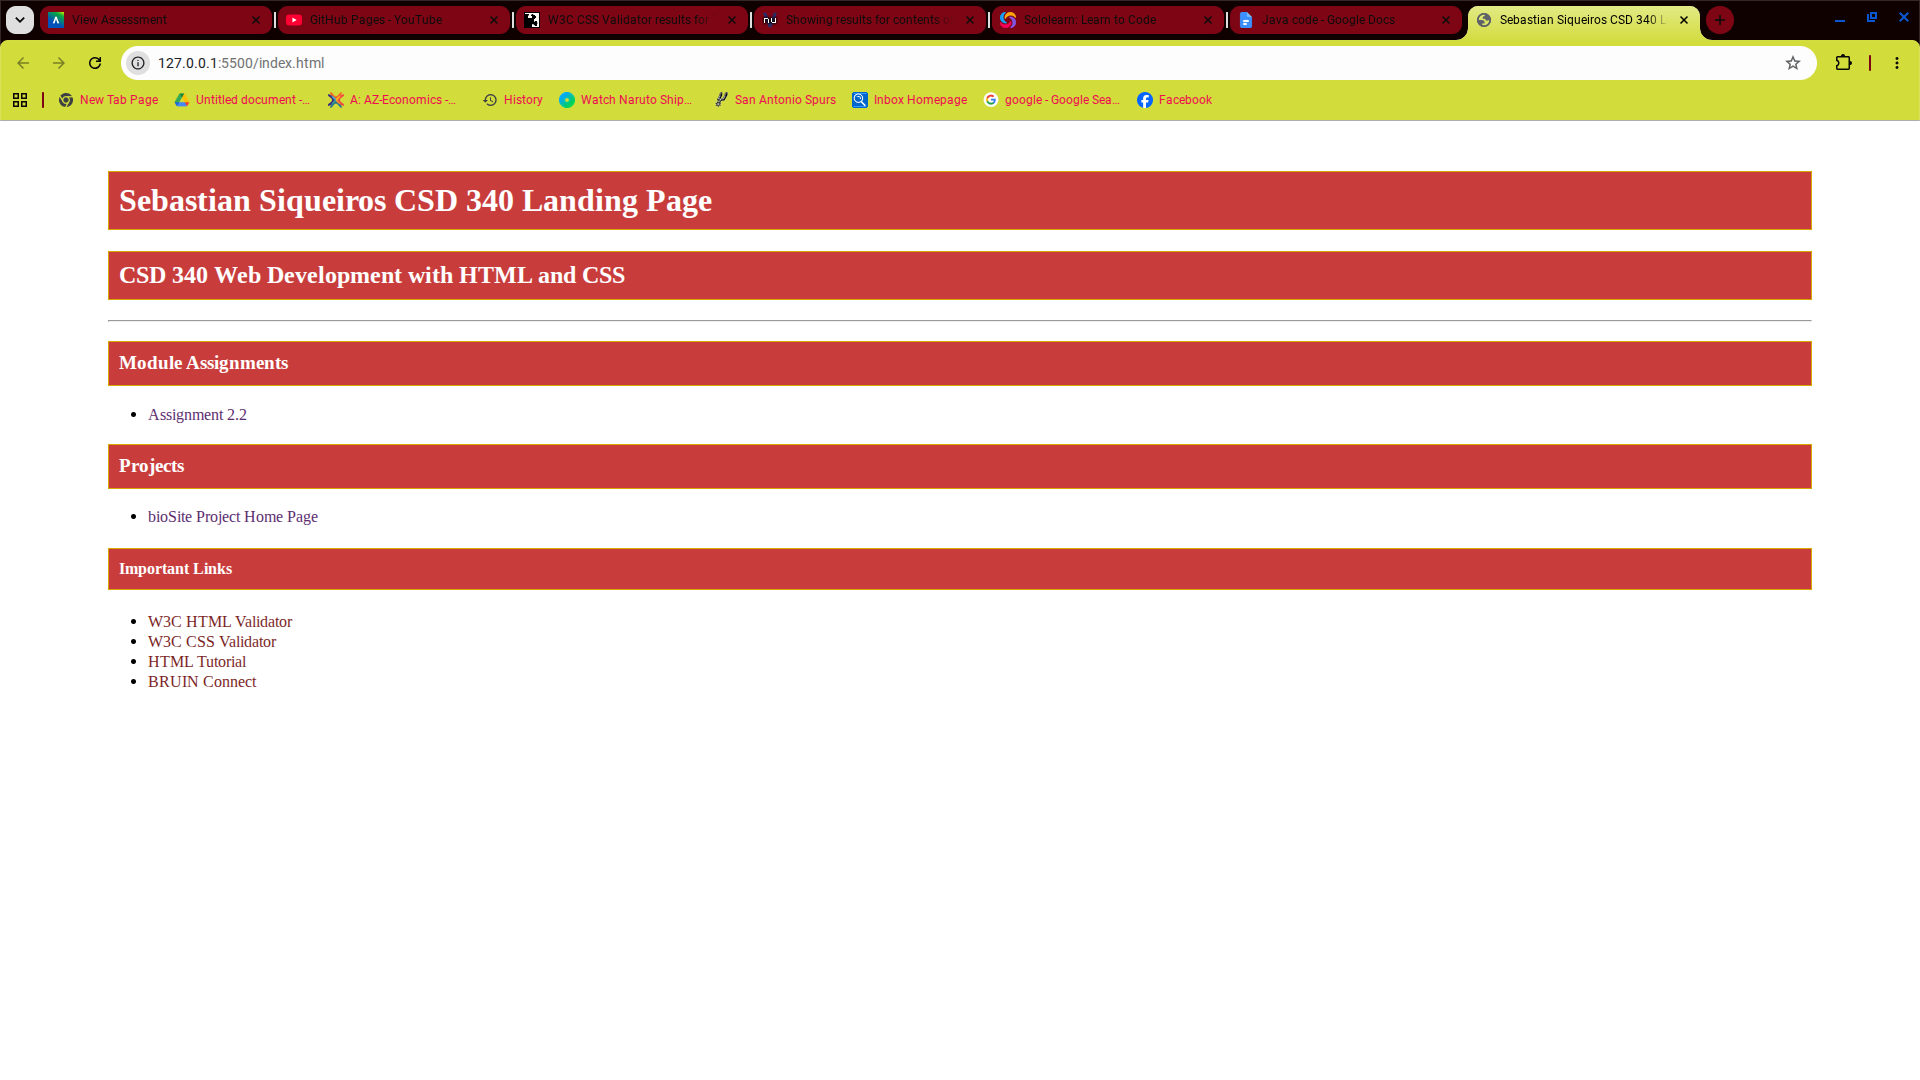 View Assessment
GitHub Pages - YouTube
W3C CSS Validator results for
Showing results for contents o
Sololearn: Learn to Code
Java code - Google Docs
Sebastian Siqueiros CSD 340 L
127.0.0.1:5500/index.html
New Tab Page
Untitled document -...
A: AZ-Economics -...
History
Watch Naruto Ship...
San Antonio Spurs
Inbox Homepage
google - Google Sea...
Facebook
Sebastian Siqueiros CSD 340 Landing Page
CSD 340 Web Development with HTML and CSS
Module Assignments
Assignment 2.2
Projects
bioSite Project Home Page
Important Links
W3C HTML Validator
W3C CSS Validator
HTML Tutorial
BRUIN Connect